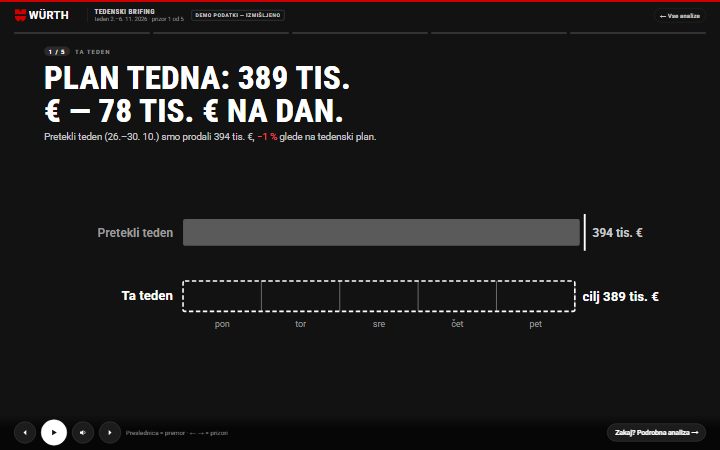 WÜRTH
TEDENSKI BRIFING
teden 2.–6. 11. 2026 · prizor 1 od 5
DEMO PODATKI — IZMIŠLJENO
← Vse analize
1 / 5 TA TEDEN
PLAN TEDNA: 389 TIS.
€ — 78 TIS. € NA DAN.
Pretekli teden (26.–30. 10.) smo prodali 394 tis. €, −1 % glede na tedenski plan.
Pretekli teden
394 tis. €
Ta teden
cilj 389 tis. €
pon tor sre čet pet
Preslednica = premor · ← → = prizori
Zakaj? Podrobna analiza →